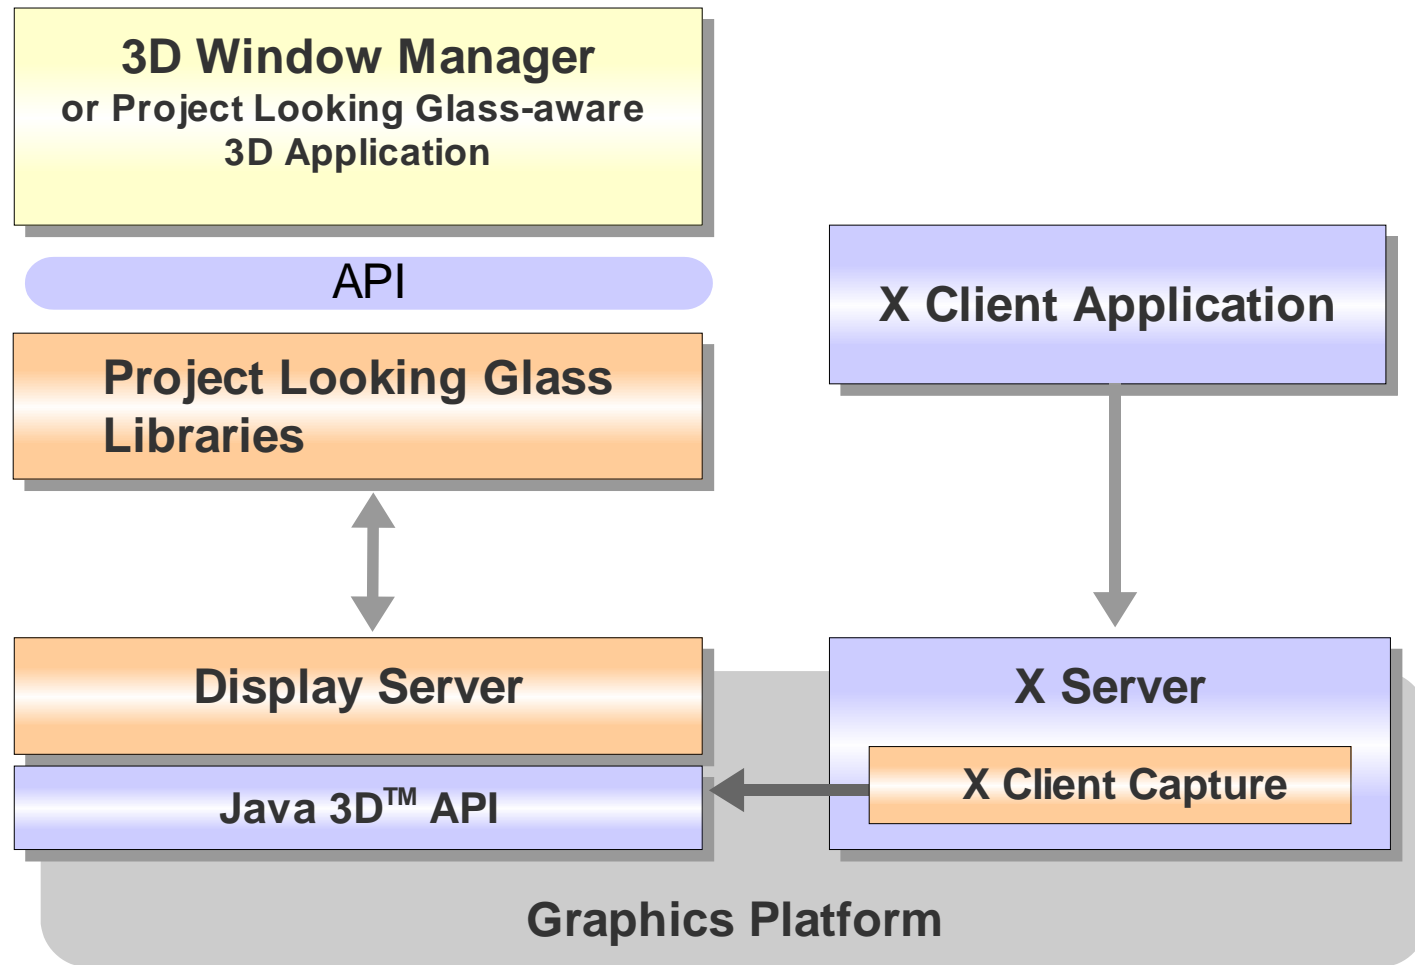 3D Window Manager
or Project Looking Glass-aware
3D Application
API
Project Looking Glass
Libraries
X Client Application
Display Server
X Server
Java 3D™ API
X Client Capture
Graphics Platform